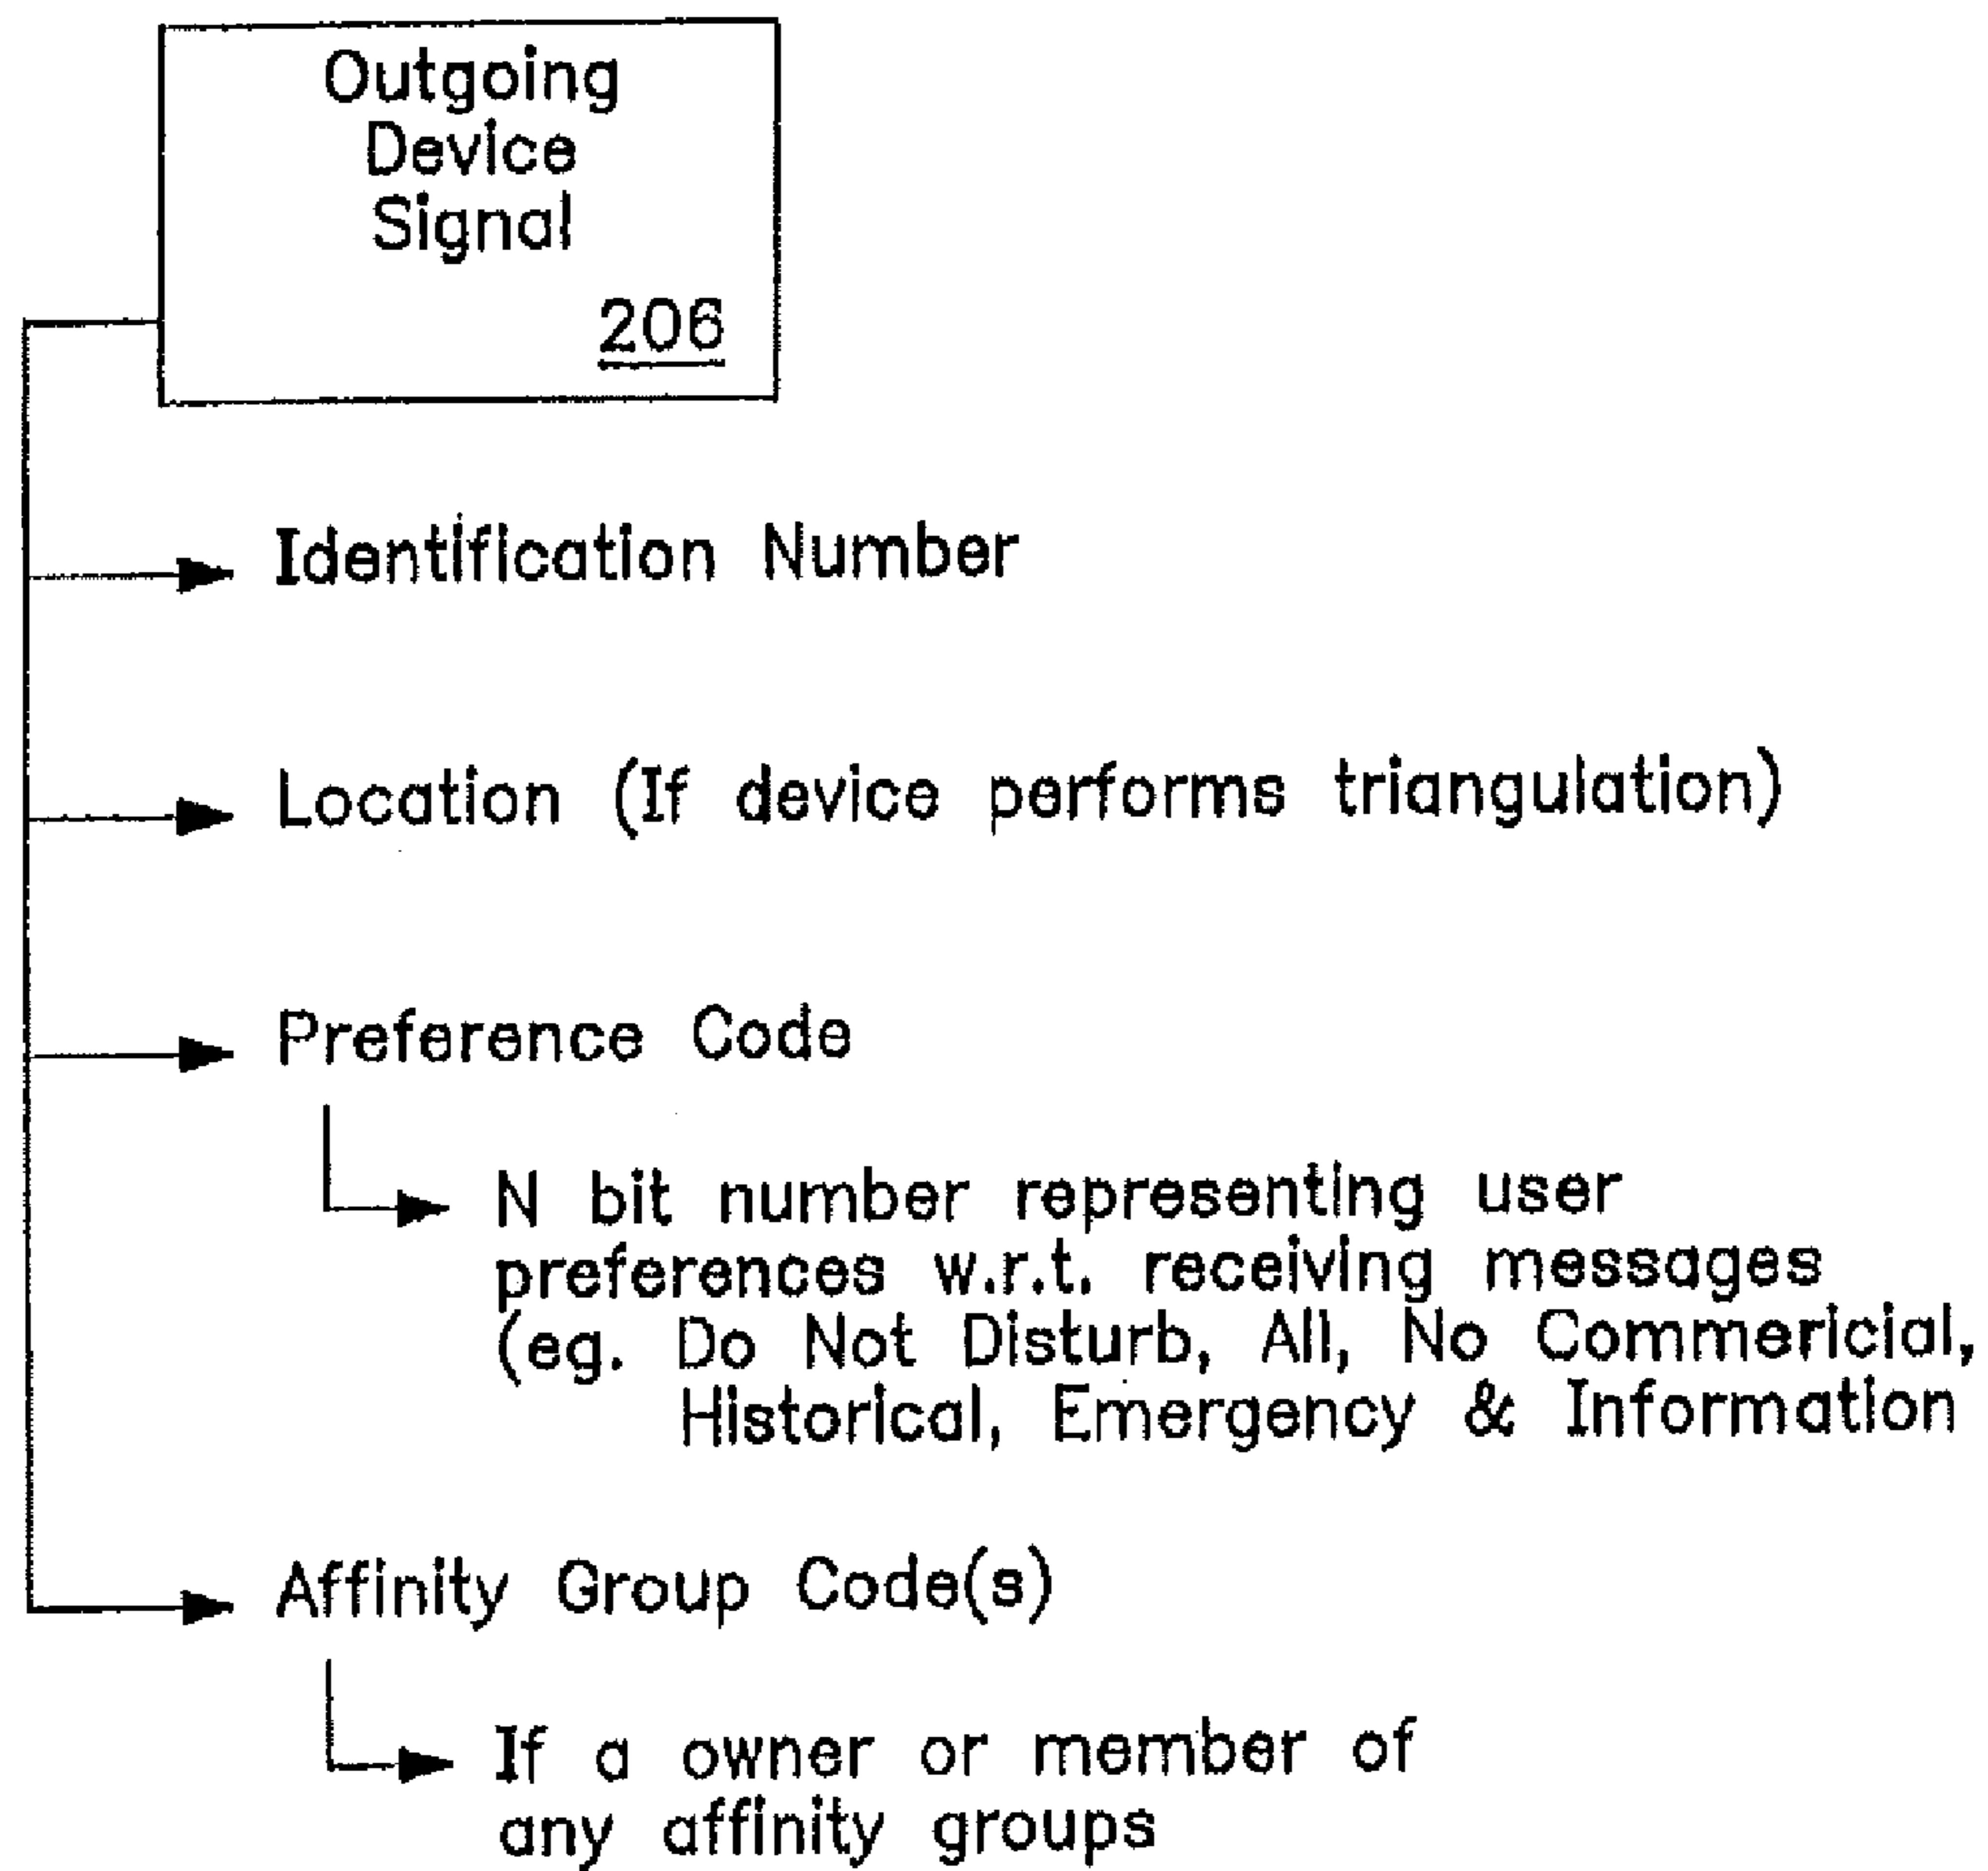 Outgoing
Device
Signal
206
Identification Number
Location (If device performs triangulation)
Preference Code
N bit number representing user
preferences w.r.t. receiving messages
(eg. Do Not Disturb, All, No Commericial,
Historical, Emergency & Information
Affinity Group Code(s)
If a owner or member of
any affinity groups